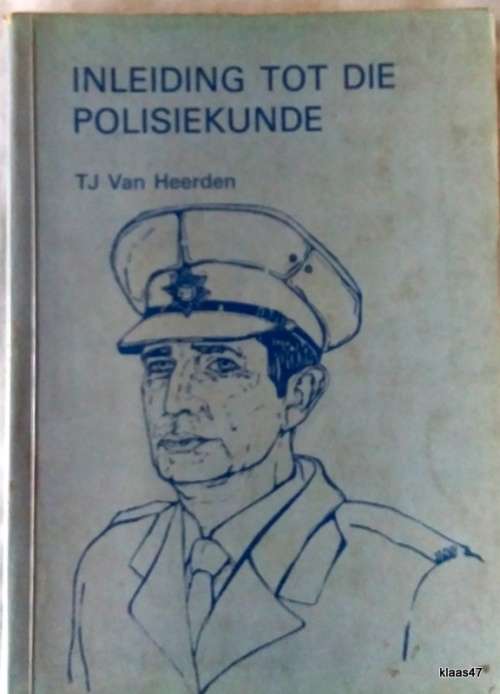 INLEIDING TOT DIE
POLISIEKUNDE
TJ Van Heerden
klaas47